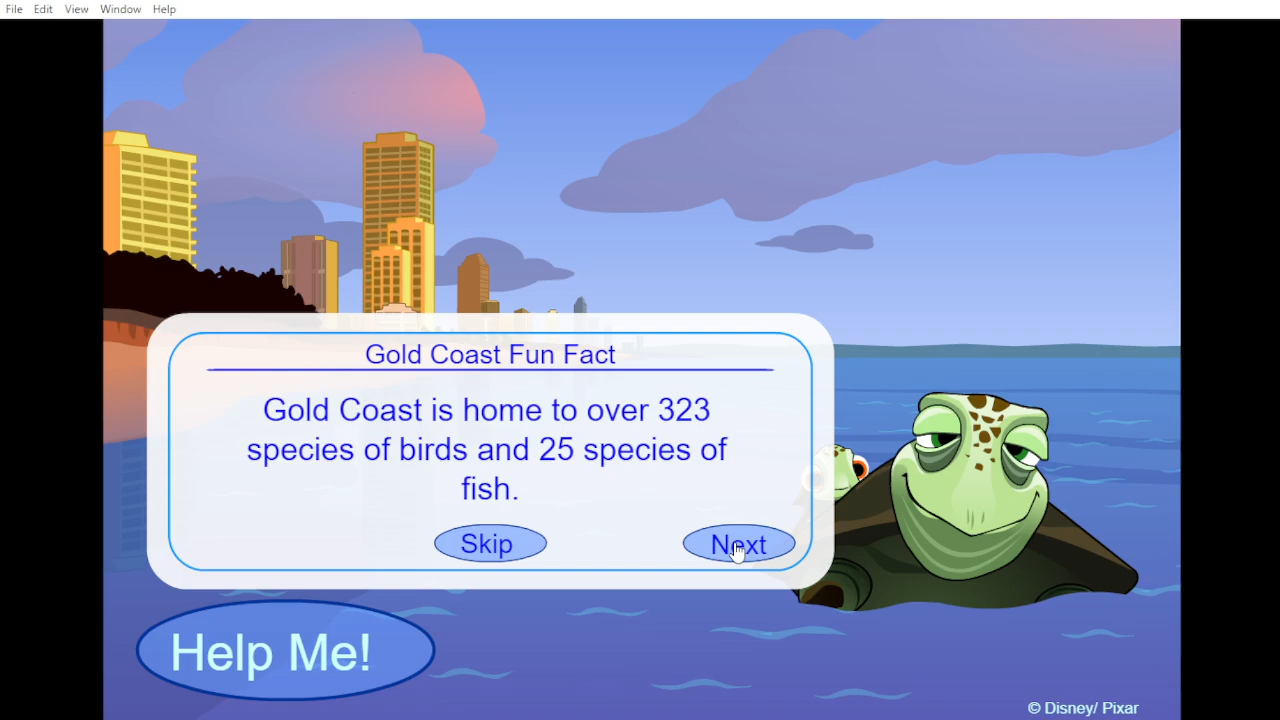 File Edit View Window Help
Gold Coast Fun Fact
Gold Coast is home to over 323
species of birds and 25 species of
fish.
Skip Next
Help Me!
© Disney/ Pixar